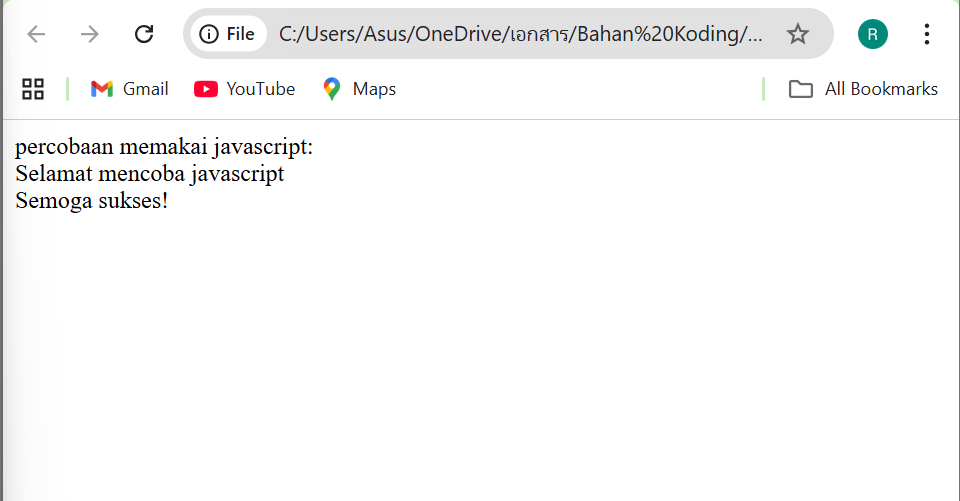 File C:/Users/Asus/OneDrive/เอกสาร/Bahan%20Koding/... R
Gmail YouTube Maps All Bookmarks
percobaan memakai javascript:
Selamat mencoba javascript
Semoga sukses!